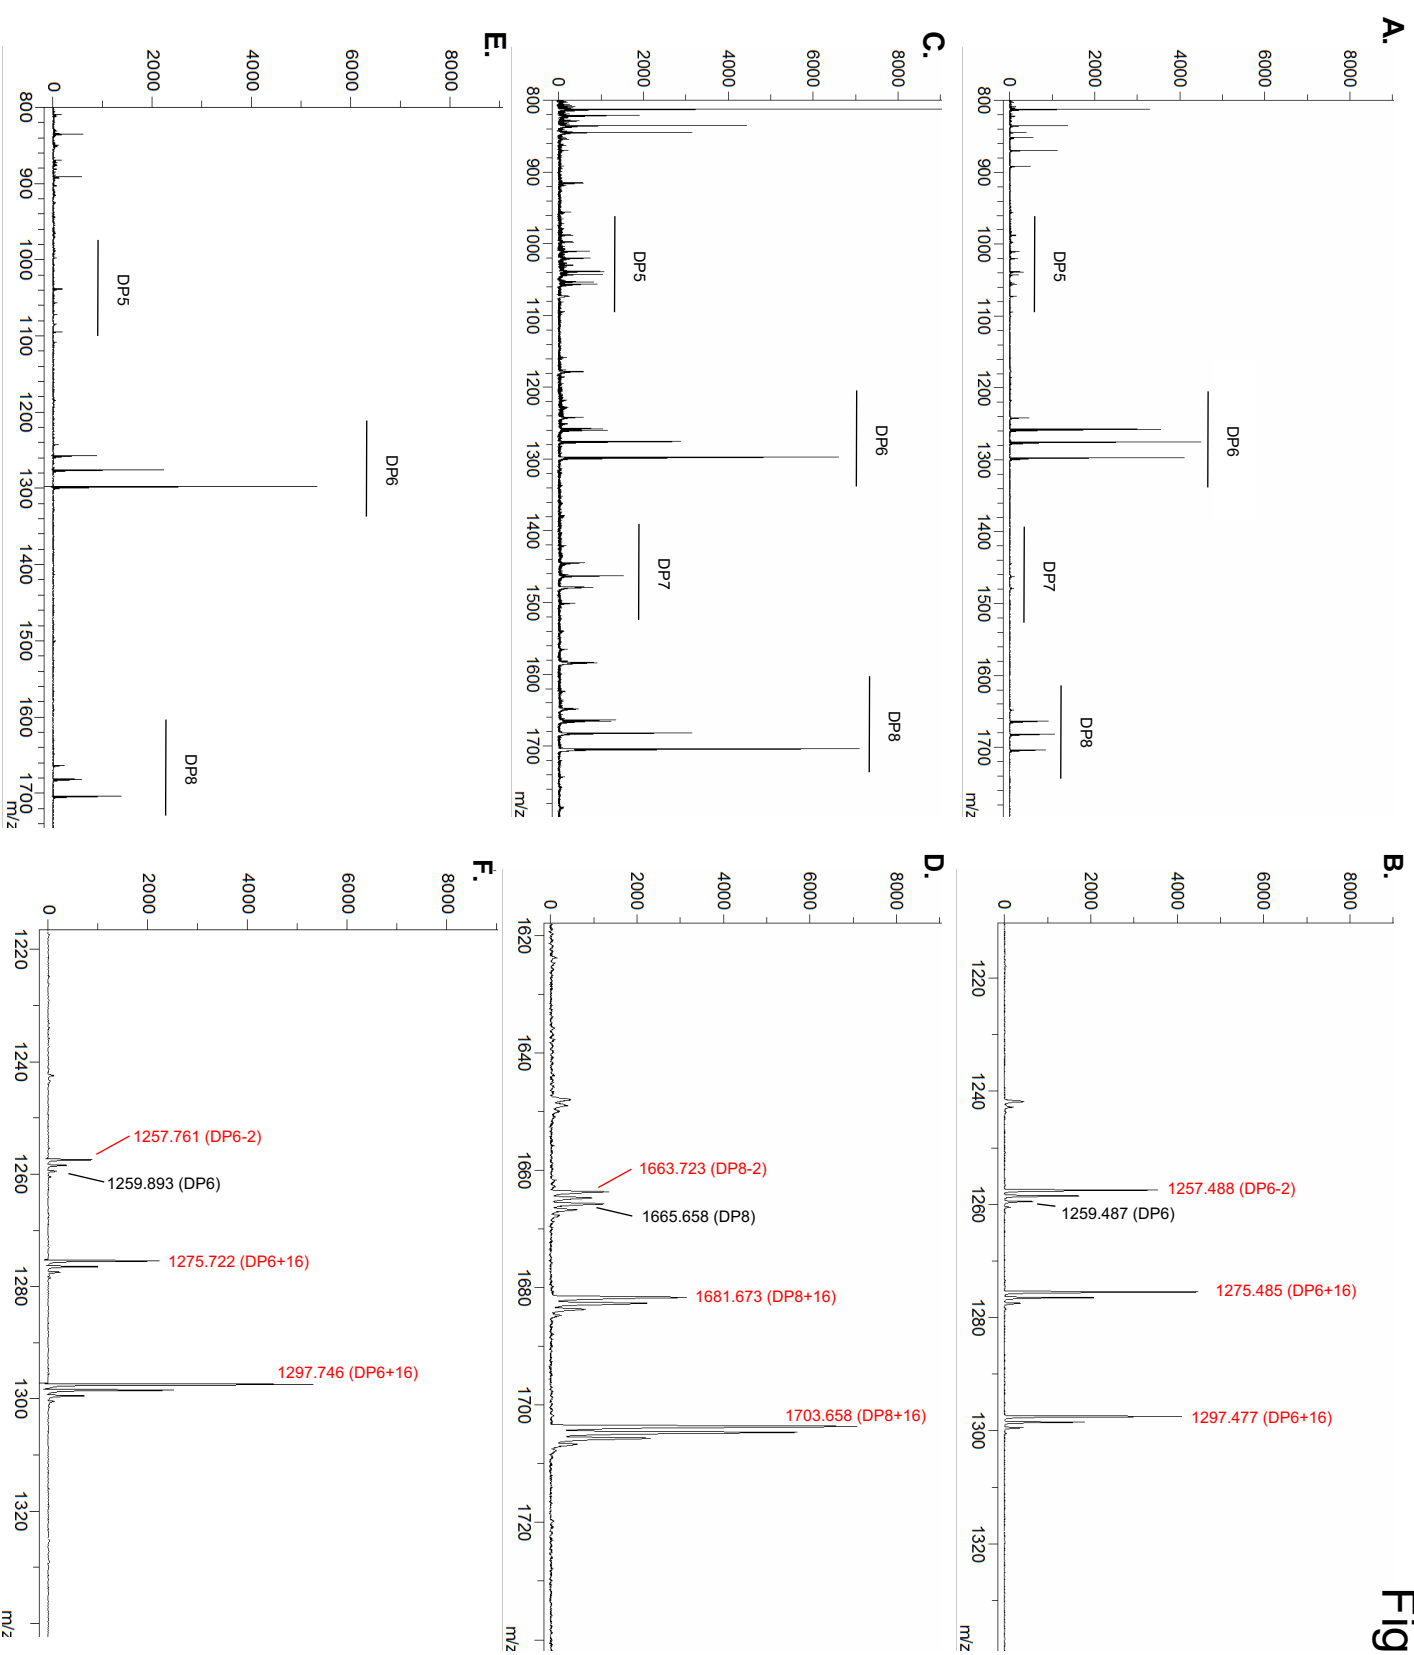 Fig
A.
8000
6000
4000
2000
0
DP5
DP6
DP7
DP8
800
900
1000
1100
1200
1300
1400
1500
1600
1700
m/z
B.
8000
6000
4000
2000
0
1257.488 (DP6-2)
1259.487 (DP6)
1275.485 (DP6+16)
1297.477 (DP6+16)
1220
1240
1260
1280
1300
1320
m/z
C.
8000
6000
4000
2000
0
DP5
DP6
DP7
DP8
800
900
1000
1100
1200
1300
1400
1500
1600
1700
m/z
D.
8000
6000
4000
2000
0
1663.723 (DP8-2)
1665.658 (DP8)
1681.673 (DP8+16)
1703.658 (DP8+16)
1620
1640
1660
1680
1700
1720
m/z
E.
8000
6000
4000
2000
0
DP5
DP6
DP8
800
900
1000
1100
1200
1300
1400
1500
1600
1700
m/z
F.
8000
6000
4000
2000
0
1257.761 (DP6-2)
1259.893 (DP6)
1275.722 (DP6+16)
1297.746 (DP6+16)
1220
1240
1260
1280
1300
1320
m/z